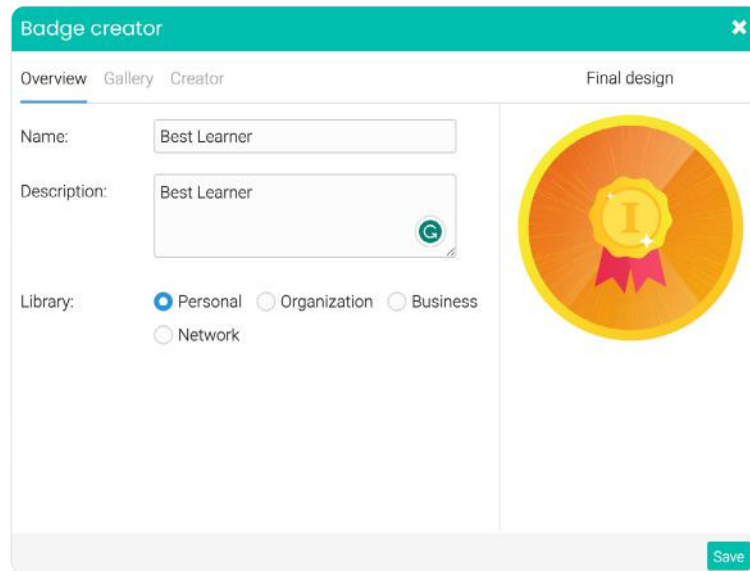 Badge creator
Overview Gallery Creator
Final design
Name: Best Learner
Description: Best Learner
Library: Personal Organization Business
Network
I
Save